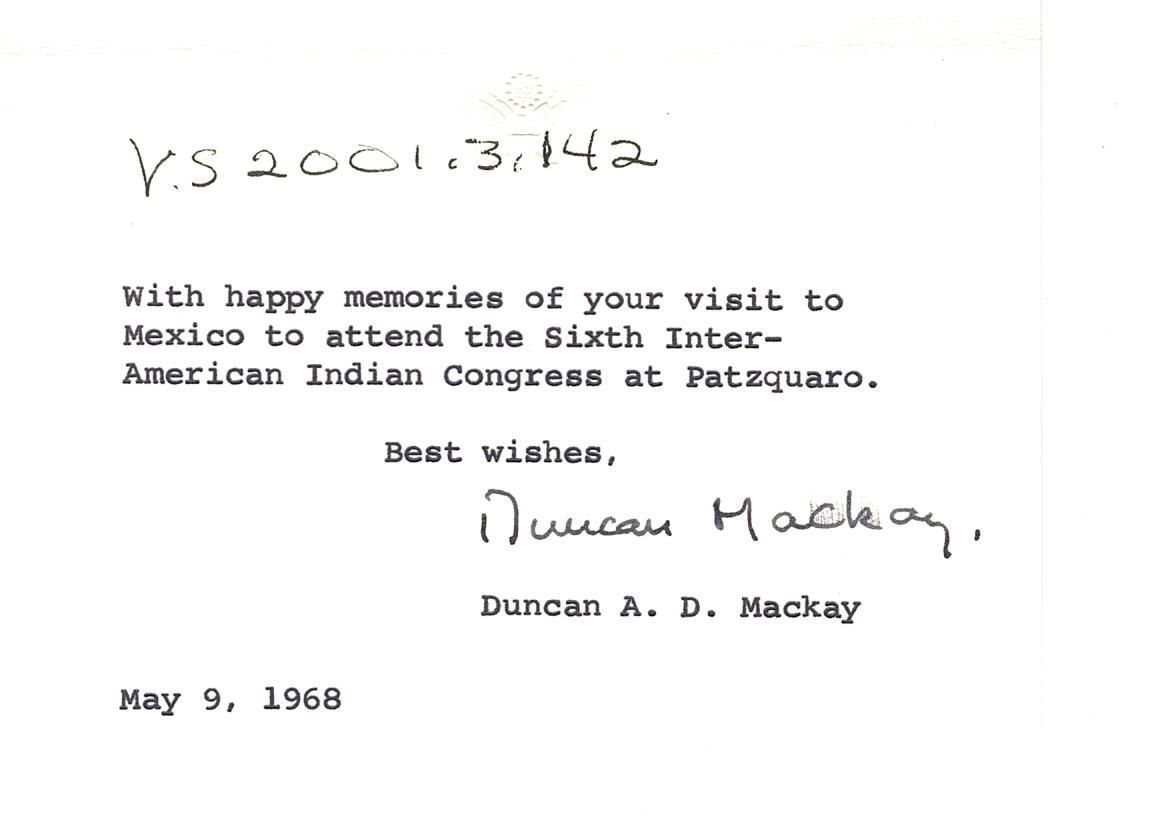 V.S 2001.3.142
With happy memories of your visit to
Mexico to attend the Sixth Inter-
American Indian Congress at Patzquaro.
Best wishes,
Duncan Mackay.
Duncan A. D. Mackay
May 9, 1968